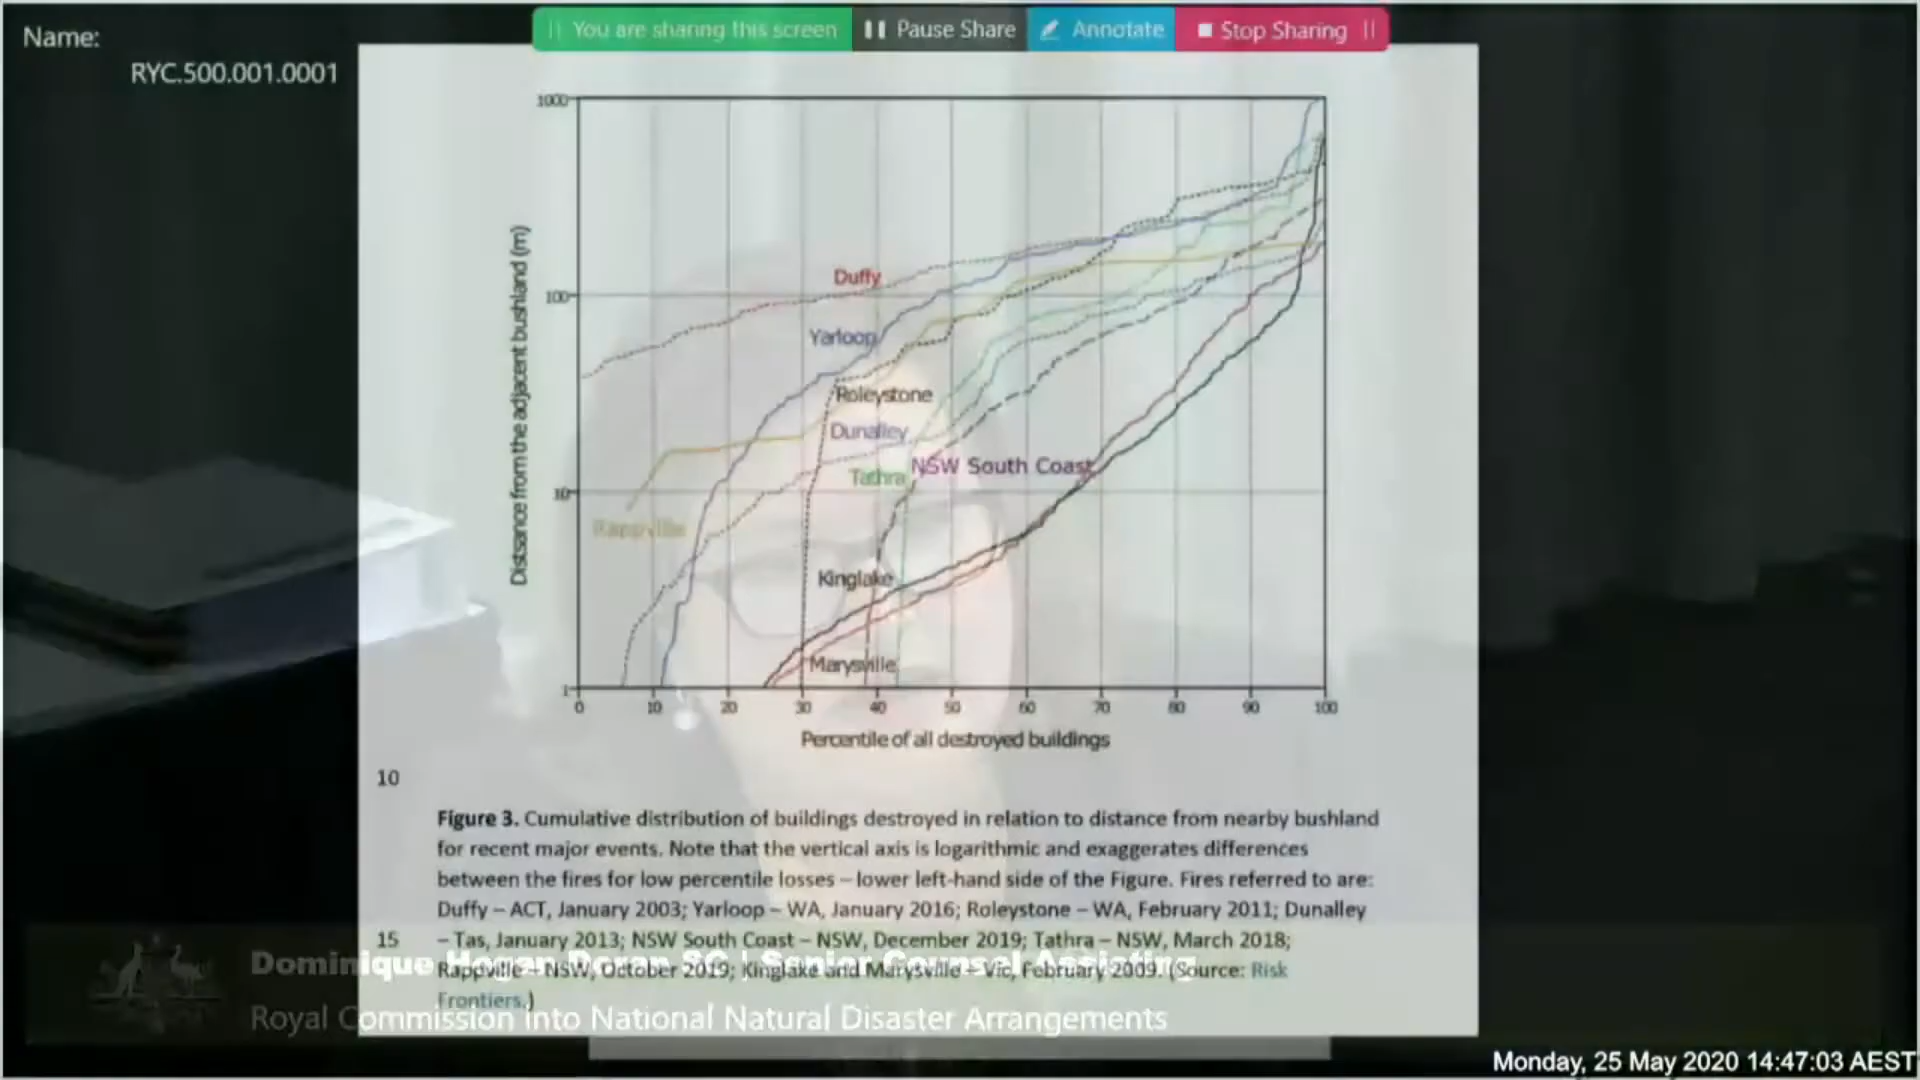 Name:
RYC.500.001.0001
You are sharing this screen
Pause Share
Annotate
Stop Sharing
1000
100
10
1
Distsance from the adjacent bushland (m)
Duffy
Yarloop
Roleystone
Dunalley
NSW South Coast
Tathra
Rappville
Kinglake
Marysville
0 10 20 30 40 50 60 70 80 90 100
Percentile of all destroyed buildings
10
Figure 3. Cumulative distribution of buildings destroyed in relation to distance from nearby bushland
for recent major events. Note that the vertical axis is logarithmic and exaggerates differences
between the fires for low percentile losses – lower left-hand side of the Figure. Fires referred to are:
Duffy – ACT, January 2003; Yarloop – WA, January 2016; Roleystone – WA, February 2011; Dunalley
15 – Tas, January 2013; NSW South Coast – NSW, December 2019; Tathra – NSW, March 2018;
Rappville – NSW, October 2019; Kinglake and Marysville – Vic, February 2009. (Source: Risk
Frontiers.)
Dominique Hogan Doran SC | Senior Counsel Assisting
Royal Commission into National Natural Disaster Arrangements
Monday, 25 May 2020 14:47:03 AEST